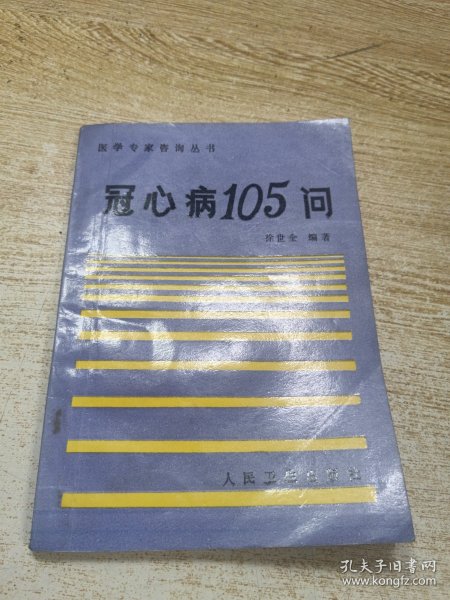 医学专家咨询丛书
冠心病105问
徐世全 编著
人民卫生出版社
孔夫子旧书网
www.kongfz.com